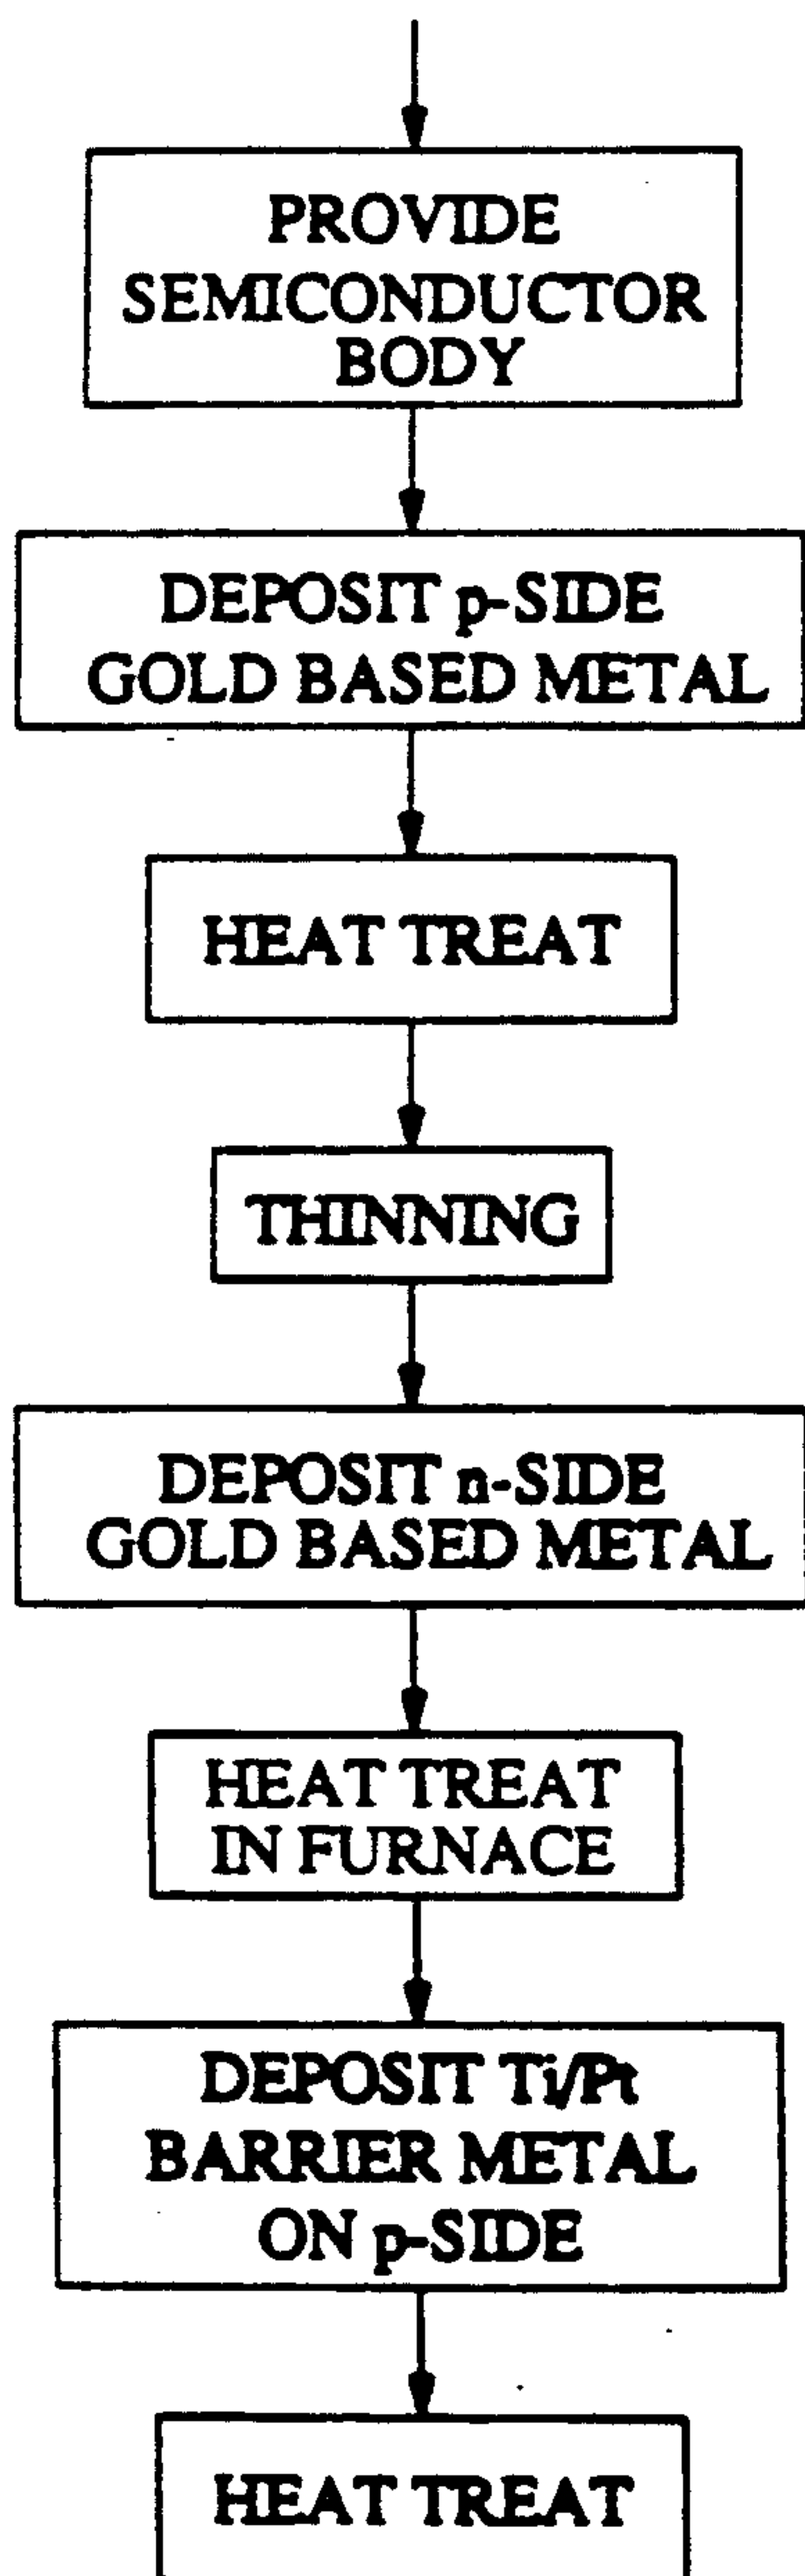 PROVIDE
SEMICONDUCTOR
BODY
DEPOSIT p-SIDE
GOLD BASED METAL
HEAT TREAT
THINNING
DEPOSIT n-SIDE
GOLD BASED METAL
HEAT TREAT
IN FURNACE
DEPOSIT Ti/Pt
BARRIER METAL
ON p-SIDE
HEAT TREAT